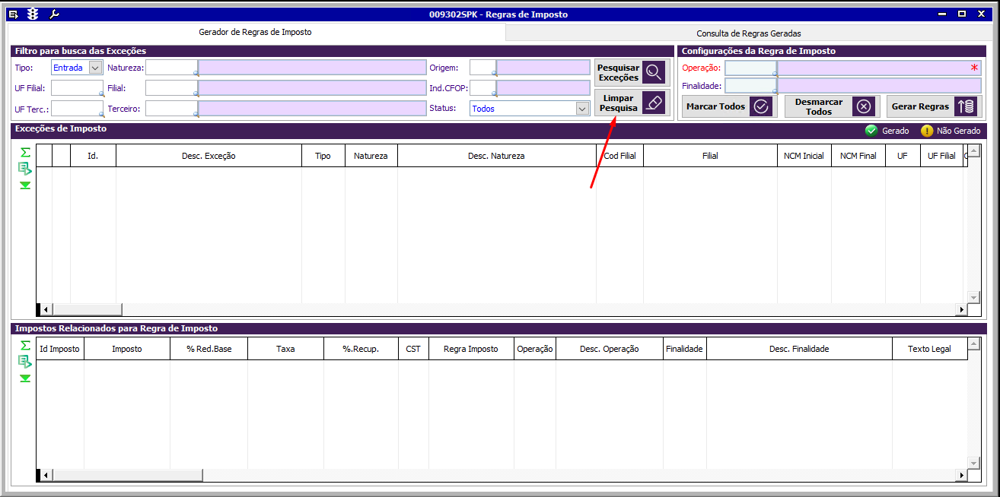 009302SPK - Regras de Imposto
Gerador de Regras de Imposto
Consulta de Regras Geradas
Filtro para busca das Exceções
Configurações da Regra de Imposto
Tipo: Entrada Natureza: Origem: Pesquisar Exceções
Operação: *
UF Filial: Filial: Ind.CFOP:
Finalidade:
UF Terc.: Terceiro: Status: Todos Limpar Pesquisa
Marcar Todos Desmarcar Todos Gerar Regras
Exceções de Imposto
Gerado ! Não Gerado
Id. Desc. Exceção Tipo Natureza Desc. Natureza Cod Filial Filial NCM Inicial NCM Final UF UF Filial
Impostos Relacionados para Regra de Imposto
Id Imposto Imposto % Red.Base Taxa %.Recup. CST Regra Imposto Operação Desc. Operação Finalidade Desc. Finalidade Texto Legal